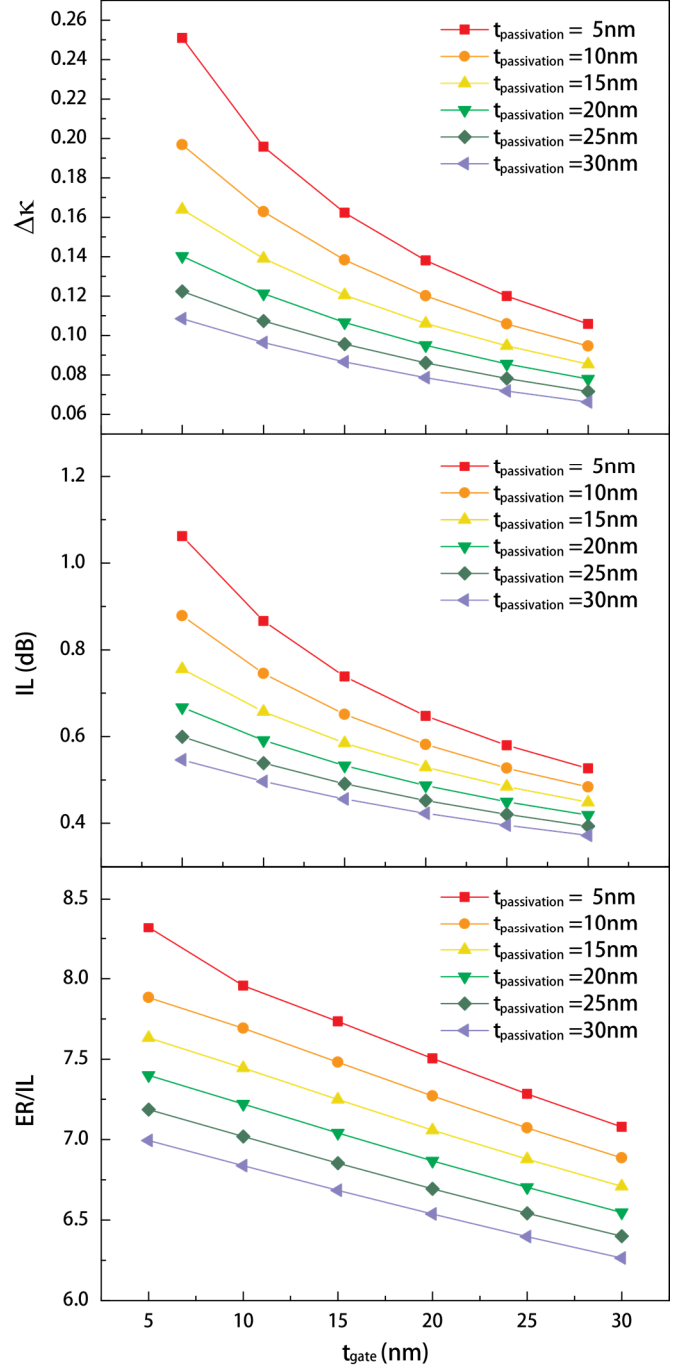 0.26
0.24
0.22
0.20
0.18
0.16
0.14
0.12
0.10
0.08
0.06
Δκ
tpassivation = 5nm
tpassivation =10nm
tpassivation =15nm
tpassivation =20nm
tpassivation =25nm
tpassivation =30nm
1.2
1.0
0.8
0.6
0.4
IL (dB)
tpassivation = 5nm
tpassivation =10nm
tpassivation =15nm
tpassivation =20nm
tpassivation =25nm
tpassivation =30nm
8.5
8.0
7.5
7.0
6.5
6.0
ER/IL
tpassivation = 5nm
tpassivation =10nm
tpassivation =15nm
tpassivation =20nm
tpassivation =25nm
tpassivation =30nm
5 10 15 20 25 30
tgate (nm)